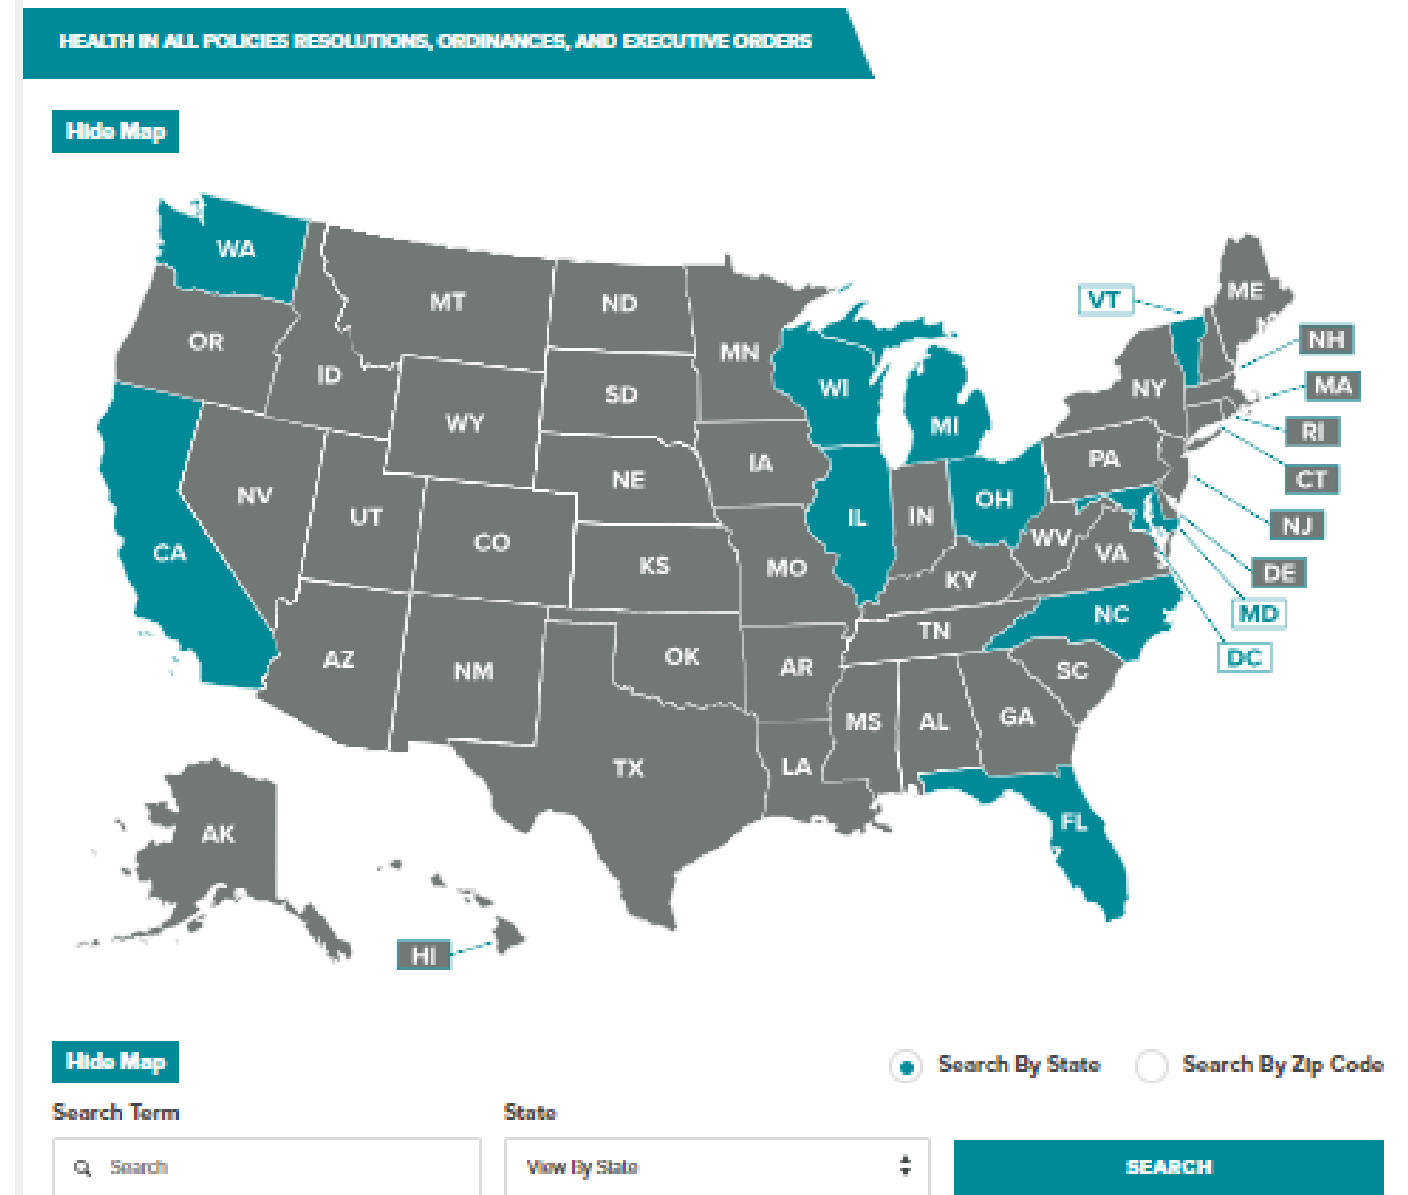 HEALTH IN ALL POLICIES RESOLUTIONS, ORDINANCES, AND EXECUTIVE ORDERS
Hide Map
WA
MT
ND
MN
ME
VT
NH
OR
ID
SD
WI
MI
NY
MA
WY
RI
IA
PA
CT
NE
NV
UT
IL
IN
OH
NJ
CO
WV
VA
CA
KS
MO
KY
DE
NC
MD
TN
DC
AZ
NM
OK
AR
SC
MS
AL
GA
TX
LA
FL
AK
HI
Hide Map
Search By State
Search By Zip Code
Search Term
State
Search
View By State
SEARCH